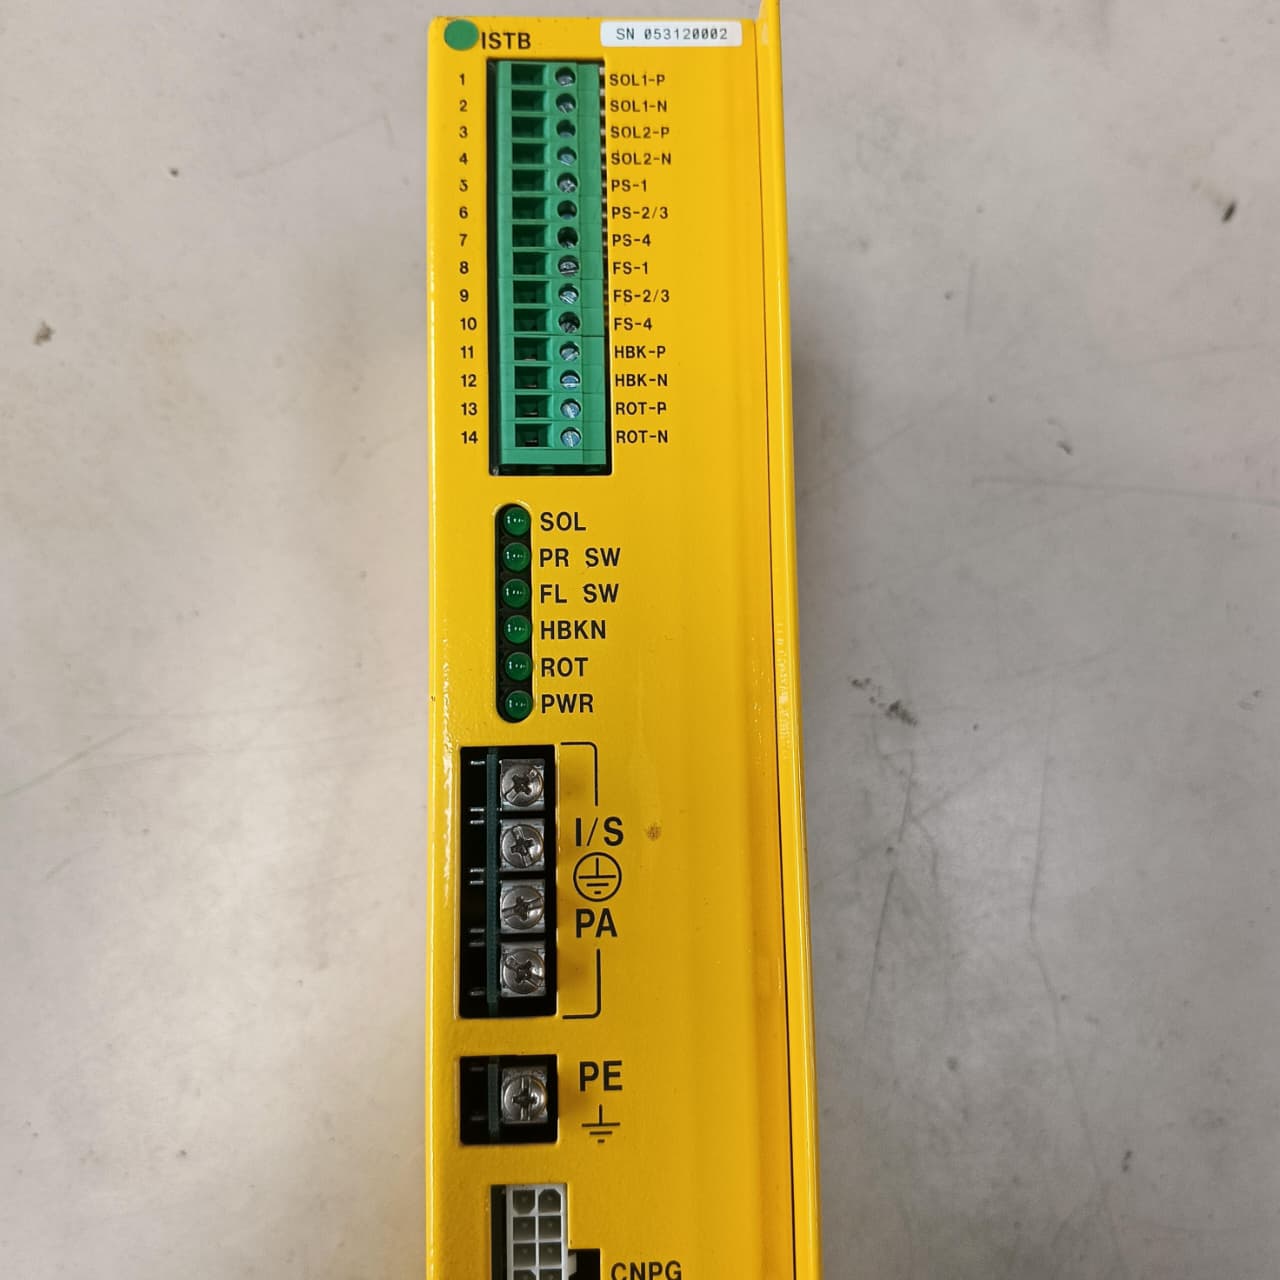 ISTB SN 053120002
1 SOL1-P
2 SOL1-N
3 SOL2-P
4 SOL2-N
5 PS-1
6 PS-2/3
7 PS-4
8 FS-1
9 FS-2/3
10 FS-4
11 HBK-P
12 HBK-N
13 ROT-P
14 ROT-N
SOL
PR SW
FL SW
HBKN
ROT
PWR
I/S
PA
PE
CNPG